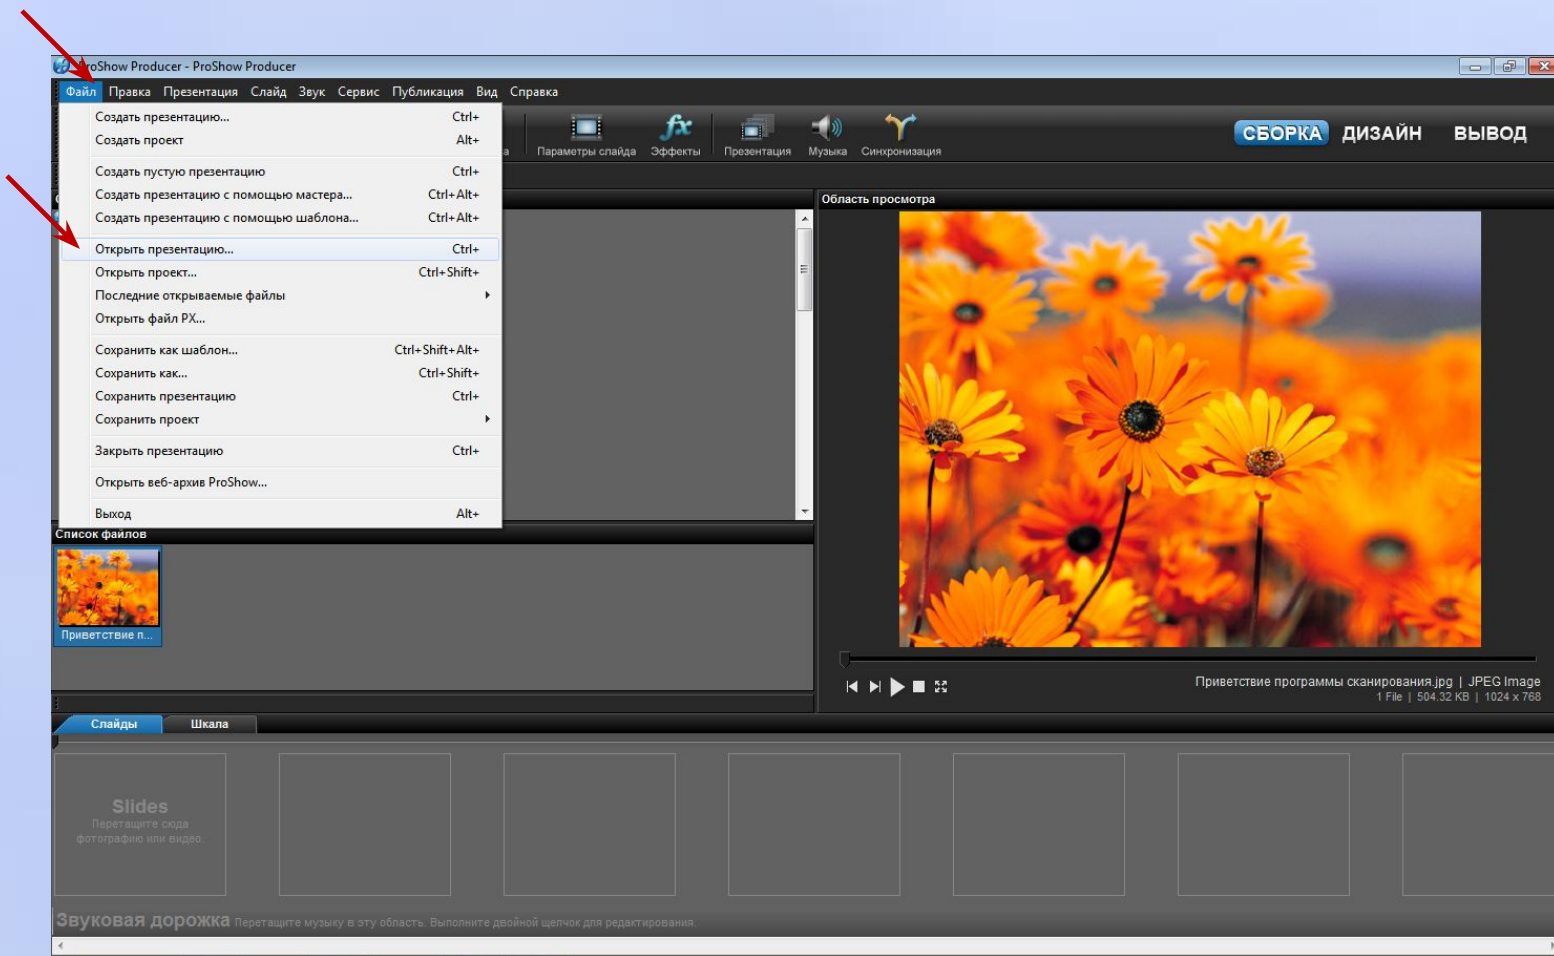 ProShow Producer - ProShow Producer
Файл Правка Презентация Слайд Звук Сервис Публикация Вид Справка
Создать презентацию... Ctrl+
Создать проект Alt+
Создать пустую презентацию Ctrl+
Создать презентацию с помощью мастера... Ctrl+Alt+
Создать презентацию с помощью шаблона... Ctrl+Alt+
Открыть презентацию... Ctrl+
Открыть проект... Ctrl+Shift+
Последние открываемые файлы
Открыть файл PX...
Сохранить как шаблон... Ctrl+Shift+Alt+
Сохранить как... Ctrl+Shift+
Сохранить презентацию Ctrl+
Сохранить проект
Закрыть презентацию Ctrl+
Открыть веб-архив ProShow...
Выход Alt+
Параметры слайда Эффекты Презентация Музыка Синхронизация
СБОРКА ДИЗАЙН ВЫВОД
Область просмотра
Список файлов
Приветствие п...
Приветствие программы сканирования.jpg | JPEG Image
1 File | 504.32 KB | 1024 x 768
Слайды Шкала
Slides
Перетащите сюда
фотографию или видео.
Звуковая дорожка Перетащите музыку в эту область. Выполните двойной щелчок для редактирования.